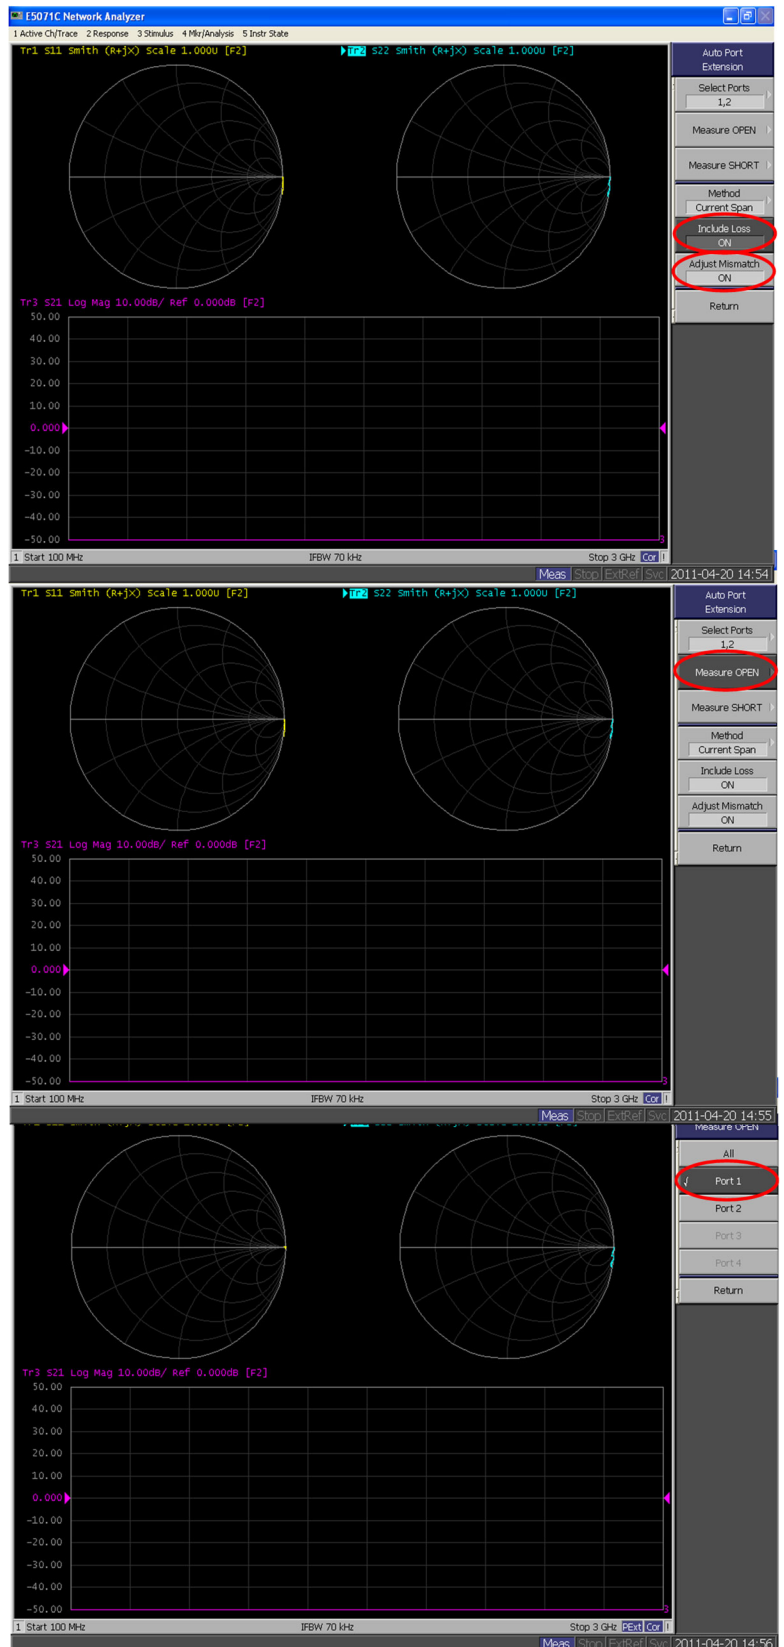 E5071C Network Analyzer
1 Active Ch/Trace 2 Response 3 Stimulus 4 Mkr/Analysis 5 Instr State
Tr1 S11 Smith (R+jX) Scale 1.000U [F2]
Tr2 S22 Smith (R+jX) Scale 1.000U [F2]
Auto Port
Extension
Select Ports
1,2
Measure OPEN
Measure SHORT
Method
Current Span
Include Loss
ON
Adjust Mismatch
ON
Return
Tr3 S21 Log Mag 10.00dB/ Ref 0.000dB [F2]
50.00
40.00
30.00
20.00
10.00
0.000
-10.00
-20.00
-30.00
-40.00
-50.00
3
1 Start 100 MHz IFBW 70 kHz Stop 3 GHz Cor !
Meas Stop ExtRef Svc 2011-04-20 14:54
Tr1 S11 Smith (R+jX) Scale 1.000U [F2]
Tr2 S22 Smith (R+jX) Scale 1.000U [F2]
Auto Port
Extension
Select Ports
1,2
Measure OPEN
Measure SHORT
Method
Current Span
Include Loss
ON
Adjust Mismatch
ON
Return
Tr3 S21 Log Mag 10.00dB/ Ref 0.000dB [F2]
50.00
40.00
30.00
20.00
10.00
0.000
-10.00
-20.00
-30.00
-40.00
-50.00
3
1 Start 100 MHz IFBW 70 kHz Stop 3 GHz Cor !
Meas Stop ExtRef Svc 2011-04-20 14:55
Measure OPEN
All
√ Port 1
Port 2
Port 3
Port 4
Return
Tr3 S21 Log Mag 10.00dB/ Ref 0.000dB [F2]
50.00
40.00
30.00
20.00
10.00
0.000
-10.00
-20.00
-30.00
-40.00
-50.00
3
1 Start 100 MHz IFBW 70 kHz Stop 3 GHz PExt Cor !
Meas Stop ExtRef Svc 2011-04-20 14:56